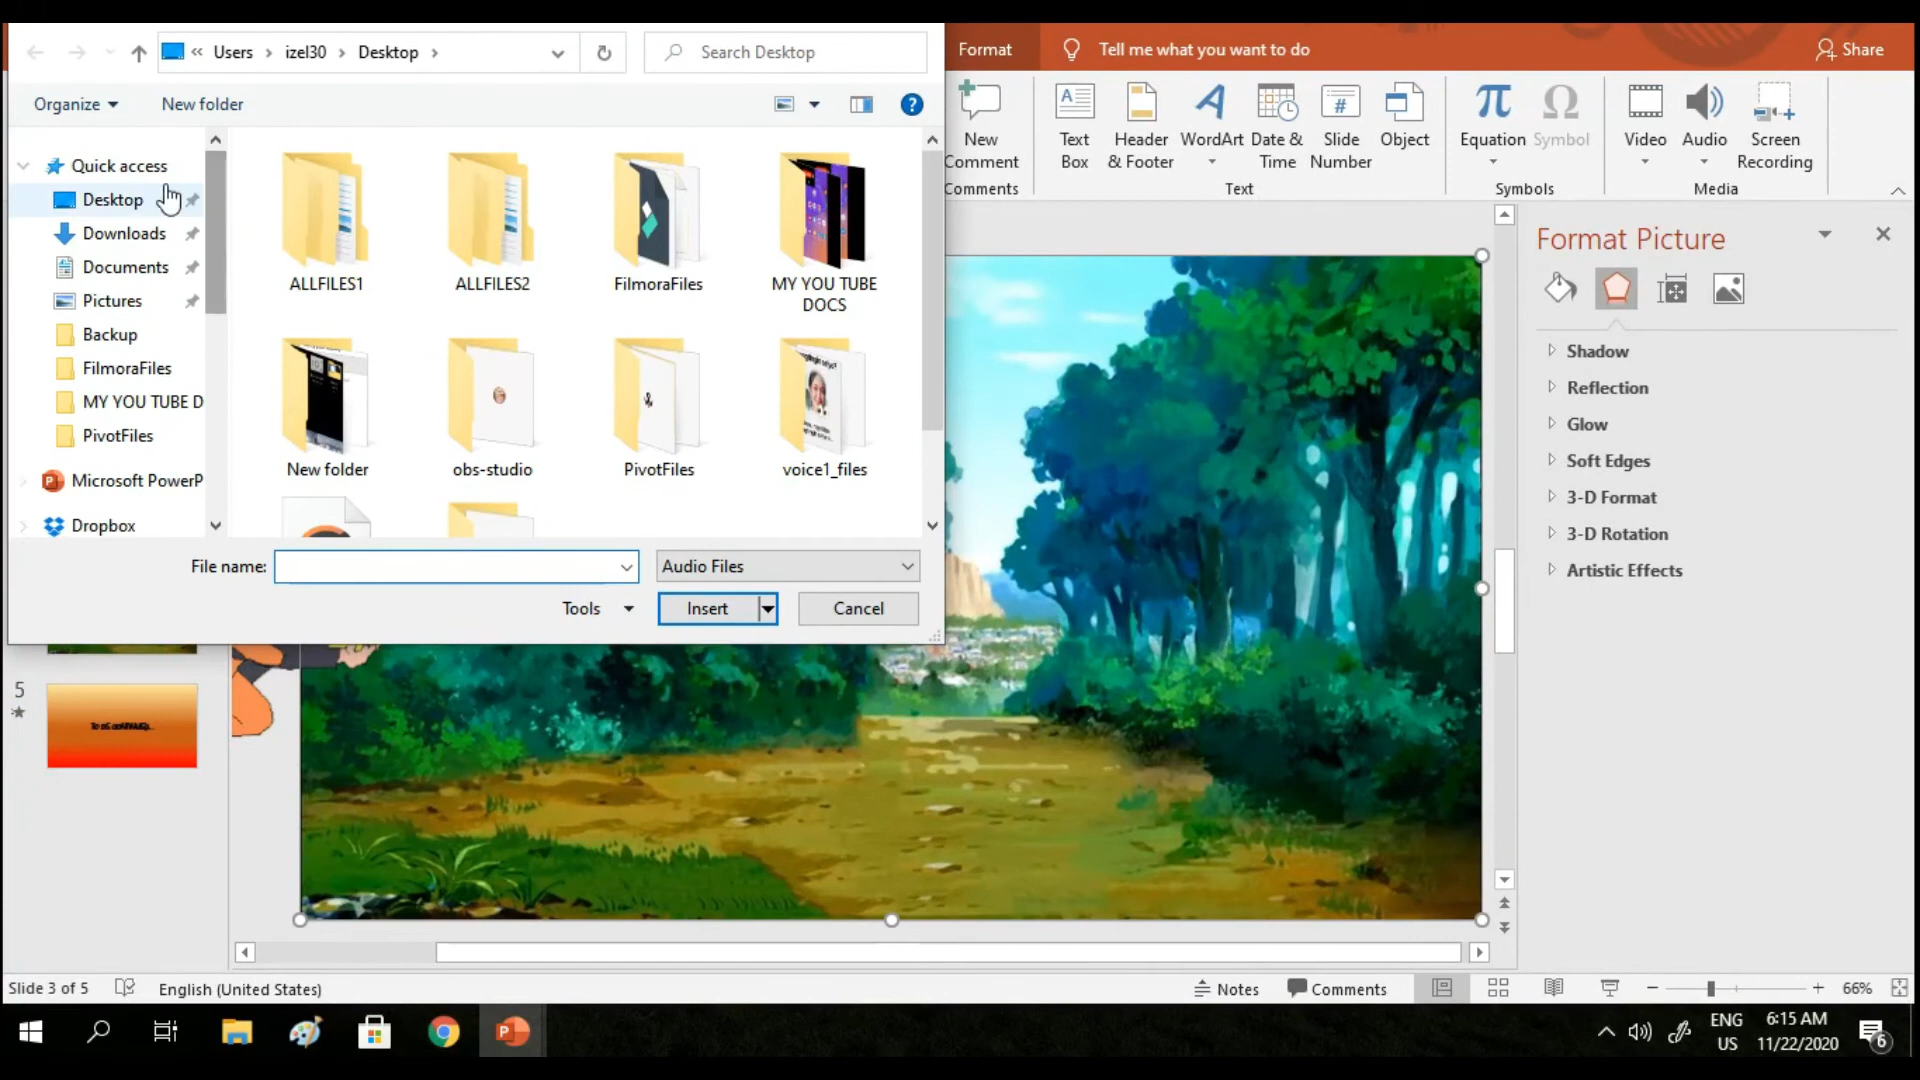 « Users › izel30 › Desktop ›
Search Desktop
Format
Tell me what you want to do
Share
Organize
New folder
?
New
Comment
Text
Box
Header
& Footer
WordArt
Date &
Time
Slide
Number
Object
Equation
Symbol
Video
Audio
Screen
Recording
Comments
Text
Symbols
Media
Quick access
Desktop
Downloads
Documents
Pictures
Backup
FilmoraFiles
MY YOU TUBE D
PivotFiles
Microsoft PowerP
Dropbox
ALLFILES1
ALLFILES2
FilmoraFiles
MY YOU TUBE
DOCS
New folder
obs-studio
PivotFiles
voice1_files
File name:
Audio Files
Tools
Insert
Cancel
Format Picture
Shadow
Reflection
Glow
Soft Edges
3-D Format
3-D Rotation
Artistic Effects
5
Slide 3 of 5
English (United States)
Notes
Comments
66%
ENG
US
6:15 AM
11/22/2020
6